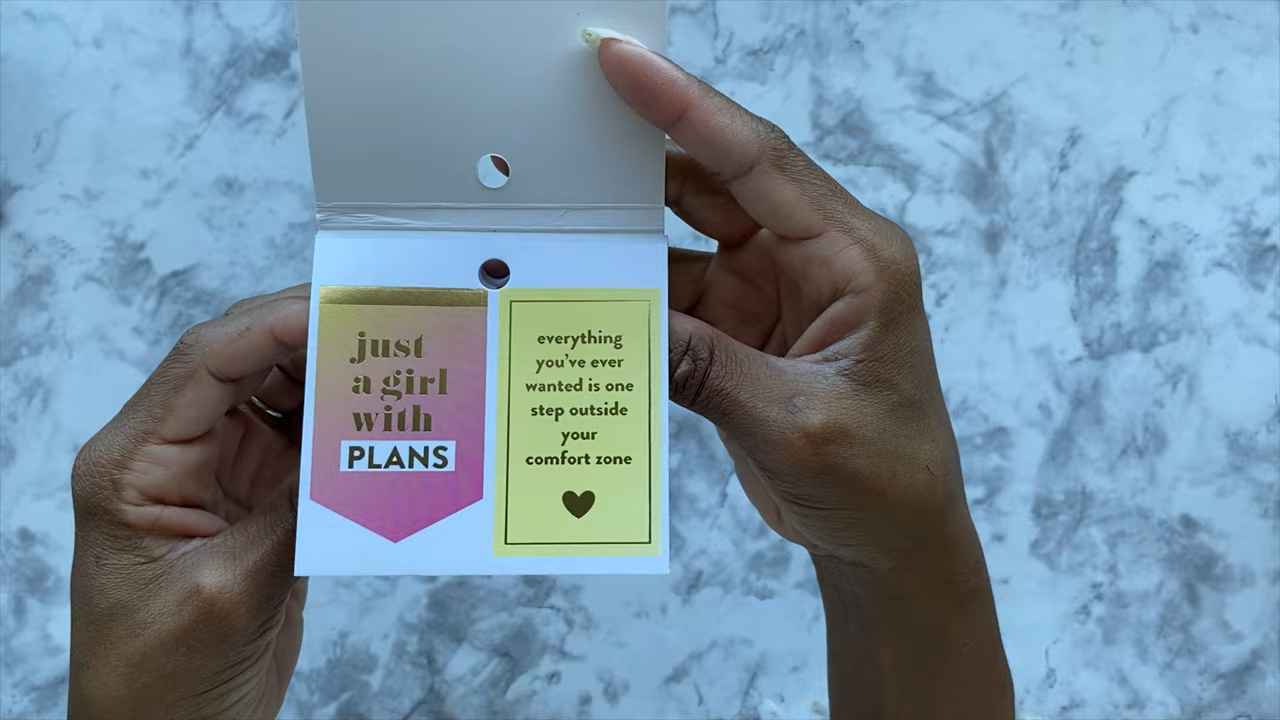 just
a girl
with
PLANS
everything
you've ever
wanted is one
step outside
your
comfort zone